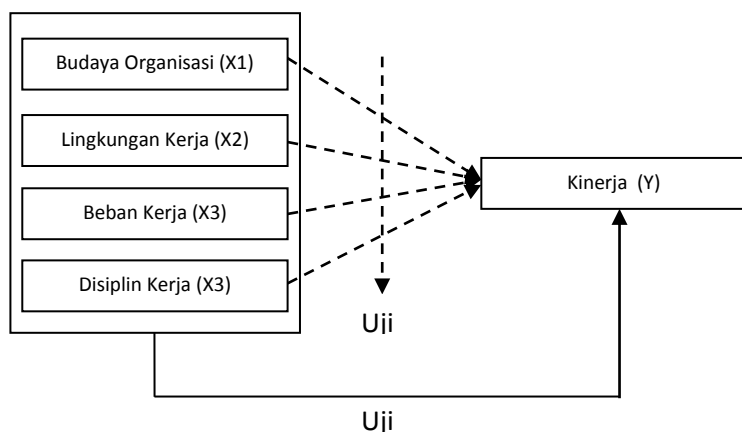 Budaya Organisasi (X1)
Lingkungan Kerja (X2)
Beban Kerja (X3)
Disiplin Kerja (X3)
Kinerja  (Y)
Uji
Uji